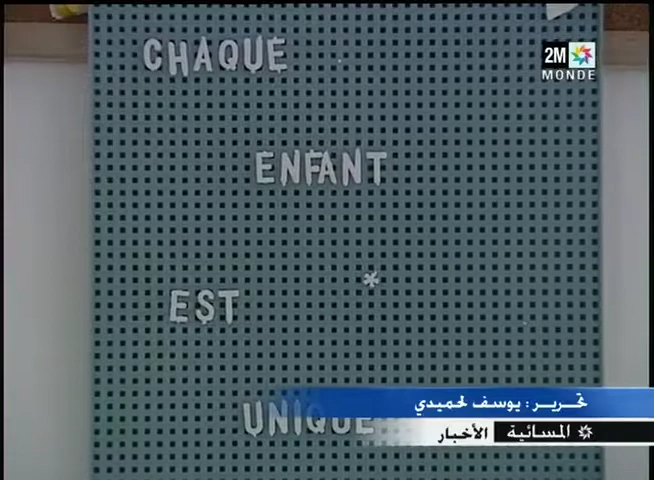 CHAQUE
2M
MONDE
ENFANT
EST *
UNIQUE
تحرير : يوسف لحميدي
المسائية الأخبار